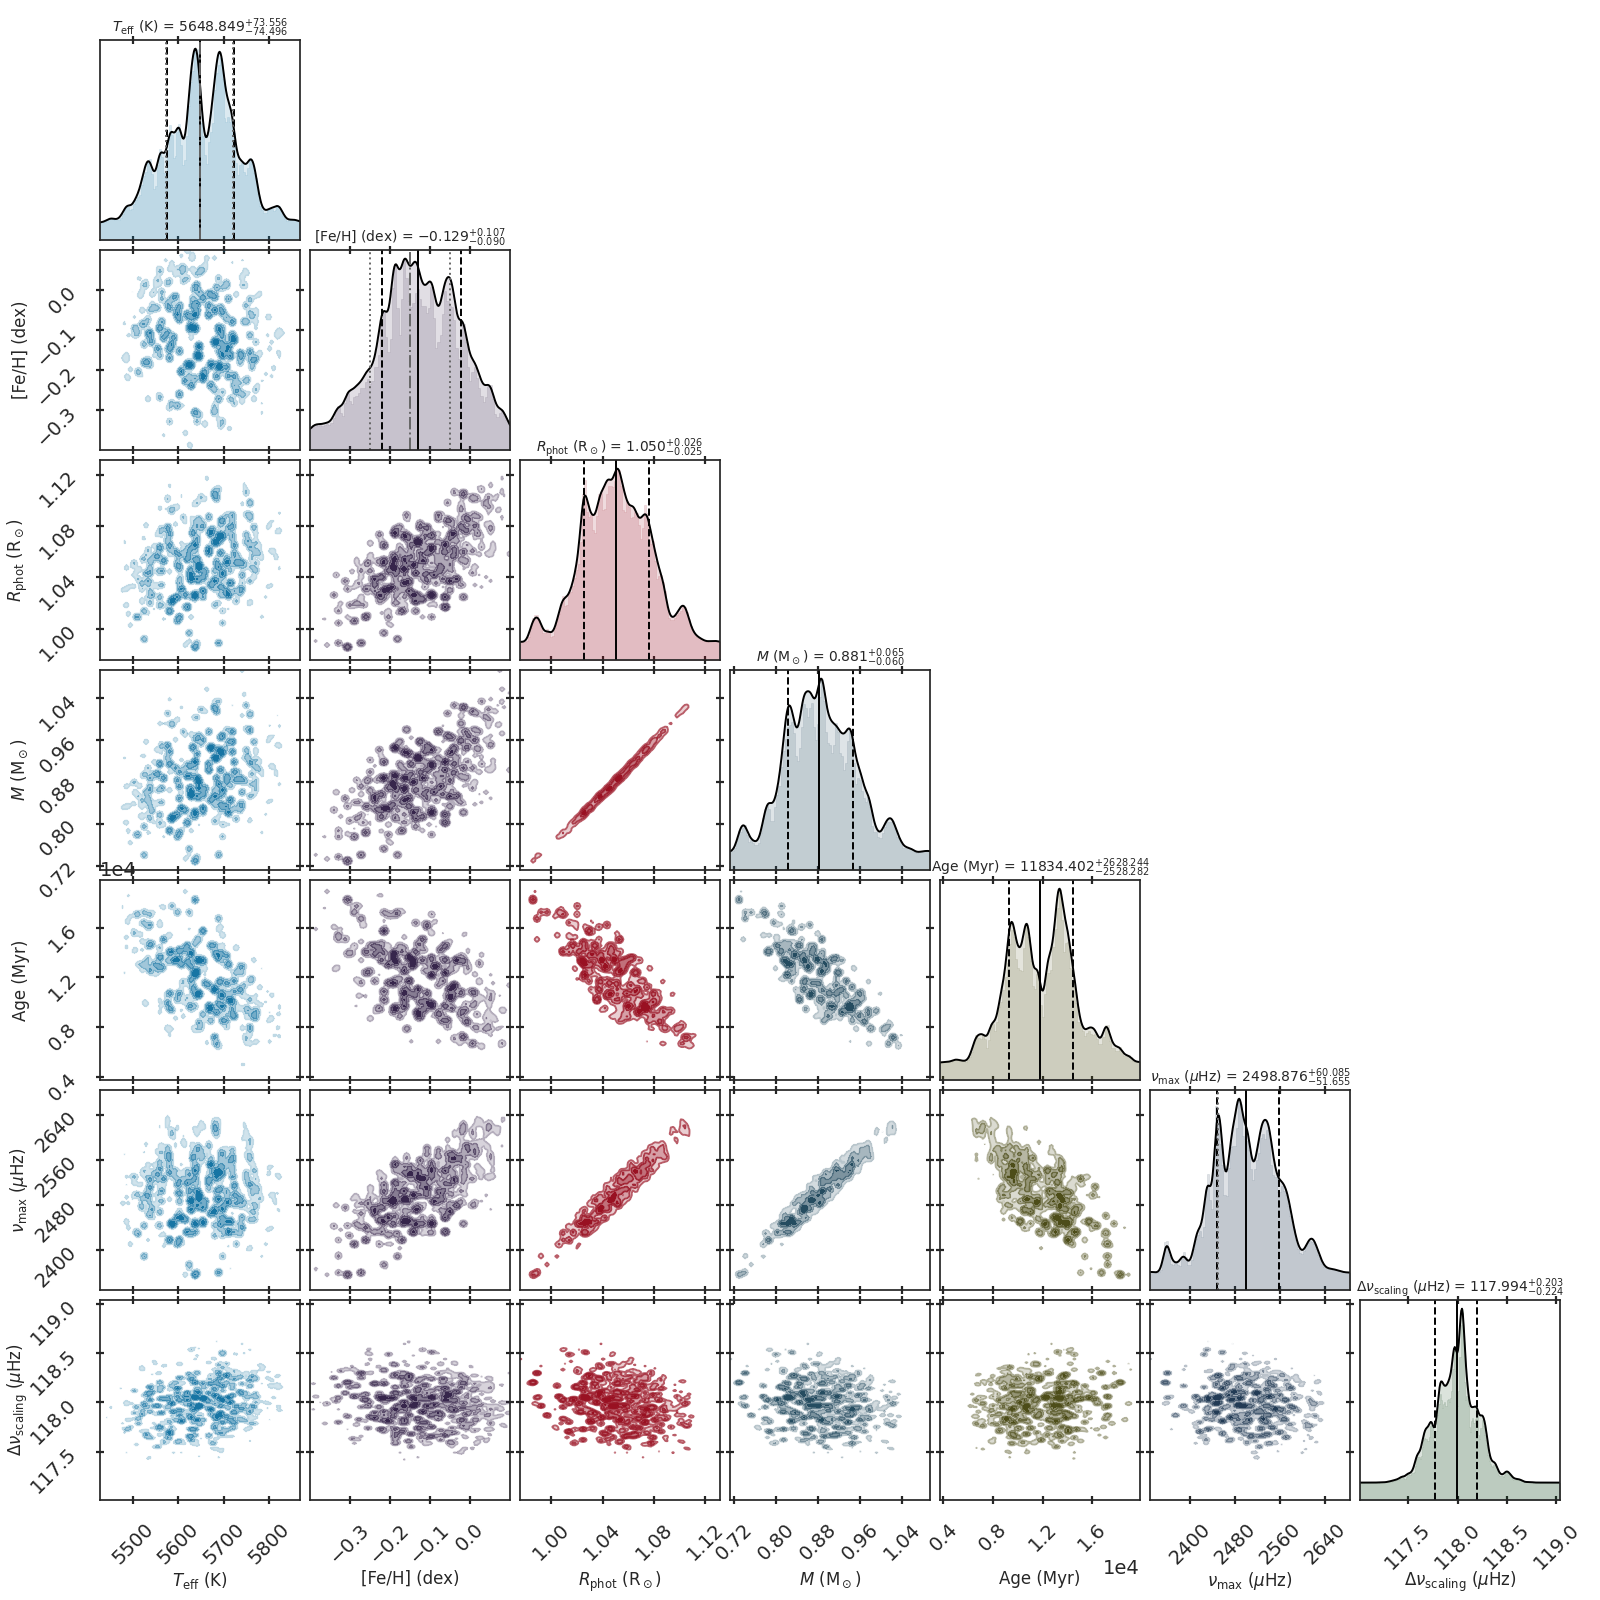 T_eff (K) = 5648.849 +73.556 −74.496
[Fe/H] (dex) = −0.129 +0.107 −0.090
[Fe/H] (dex)
0.0
−0.1
−0.2
−0.3
R_phot (R⊙) = 1.050 +0.026 −0.025
R_phot (R⊙)
1.12
1.08
1.04
1.00
M (M⊙) = 0.881 +0.065 −0.060
M (M⊙)
1.04
0.96
0.88
0.80
0.72
1e4
Age (Myr) = 11834.402 +2628.244 −2528.282
Age (Myr)
1.6
1.2
0.8
0.4
ν_max (μHz) = 2498.876 +60.085 −51.655
ν_max (μHz)
2640
2560
2480
2400
Δν_scaling (μHz) = 117.994 +0.203 −0.224
Δν_scaling (μHz)
119.0
118.5
118.0
117.5
5500 5600 5700 5800 −0.3 −0.2 −0.1 0.0 1.00 1.04 1.08 1.12 0.72 0.80 0.88 0.96 1.04 0.4 0.8 1.2 1.6 2400 2480 2560 2640 117.5 118.0 118.5 119.0
1e4
T_eff (K) [Fe/H] (dex) R_phot (R⊙) M (M⊙) Age (Myr) ν_max (μHz) Δν_scaling (μHz)